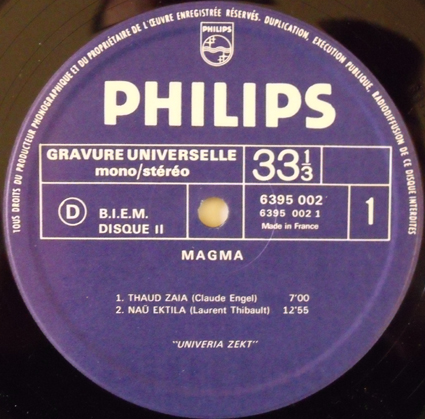 TOUS DROITS DU PRODUCTEUR PHONOGRAPHIQUE ET DU PROPRIÉTAIRE DE L'ŒUVRE ENREGISTRÉE RÉSERVÉS. DUPLICATION, EXÉCUTION PUBLIQUE, RADIODIFFUSION DE CE DISQUE INTERDITES
PHILIPS
PHILIPS
GRAVURE UNIVERSELLE
mono/stéréo
33 1/3
D
B.I.E.M.
DISQUE II
6395 002
6395 002 1
Made in France
1
MAGMA
1. THAUD ZAIA (Claude Engel) 7'00
2. NAÜ EKTILA (Laurent Thibault) 12'55
"UNIVERIA ZEKT"